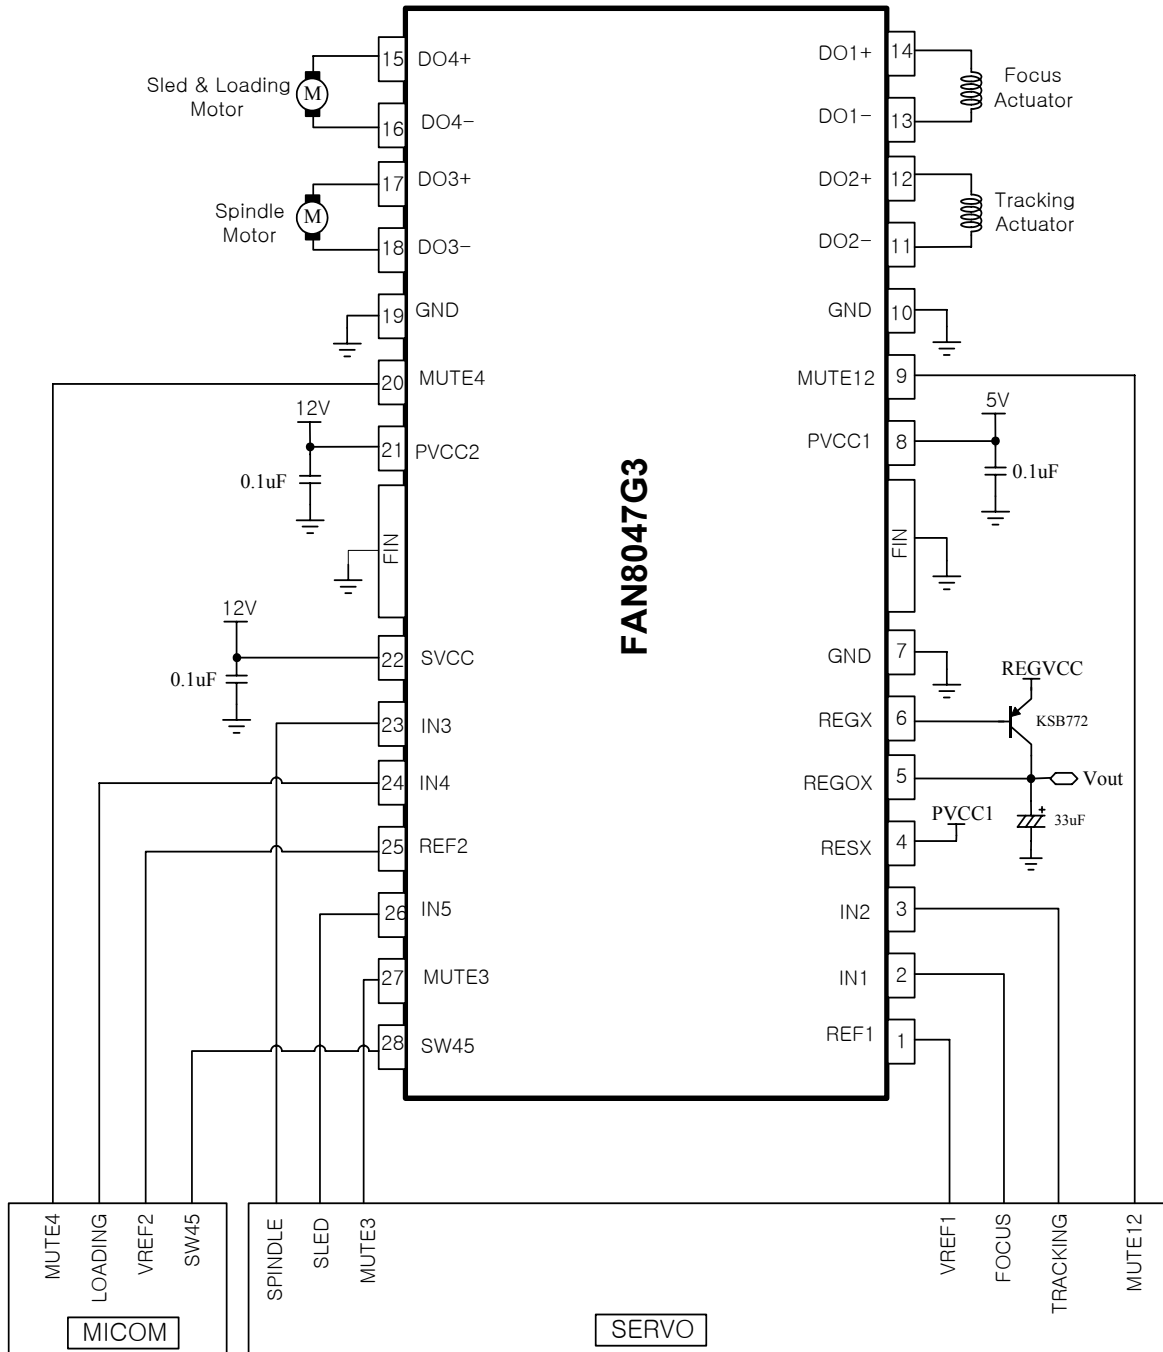 15 DO4+
Sled & Loading
Motor
M
16 DO4-
17 DO3+
Spindle
Motor
M
18 DO3-
19 GND
20 MUTE4
12V
21 PVCC2
0.1uF
FIN
12V
22 SVCC
0.1uF
23 IN3
24 IN4
25 REF2
26 IN5
27 MUTE3
28 SW45
FAN8047G3
DO1+ 14
Focus
Actuator
DO1- 13
DO2+ 12
Tracking
Actuator
DO2- 11
GND 10
MUTE12 9
5V
PVCC1 8
0.1uF
FIN
GND 7
REGVCC
REGX 6
KSB772
REGOX 5
Vout
PVCC1
+
33uF
RESX 4
IN2 3
IN1 2
REF1 1
MUTE4
LOADING
VREF2
SW45
MICOM
SPINDLE
SLED
MUTE3
VREF1
FOCUS
TRACKING
MUTE12
SERVO